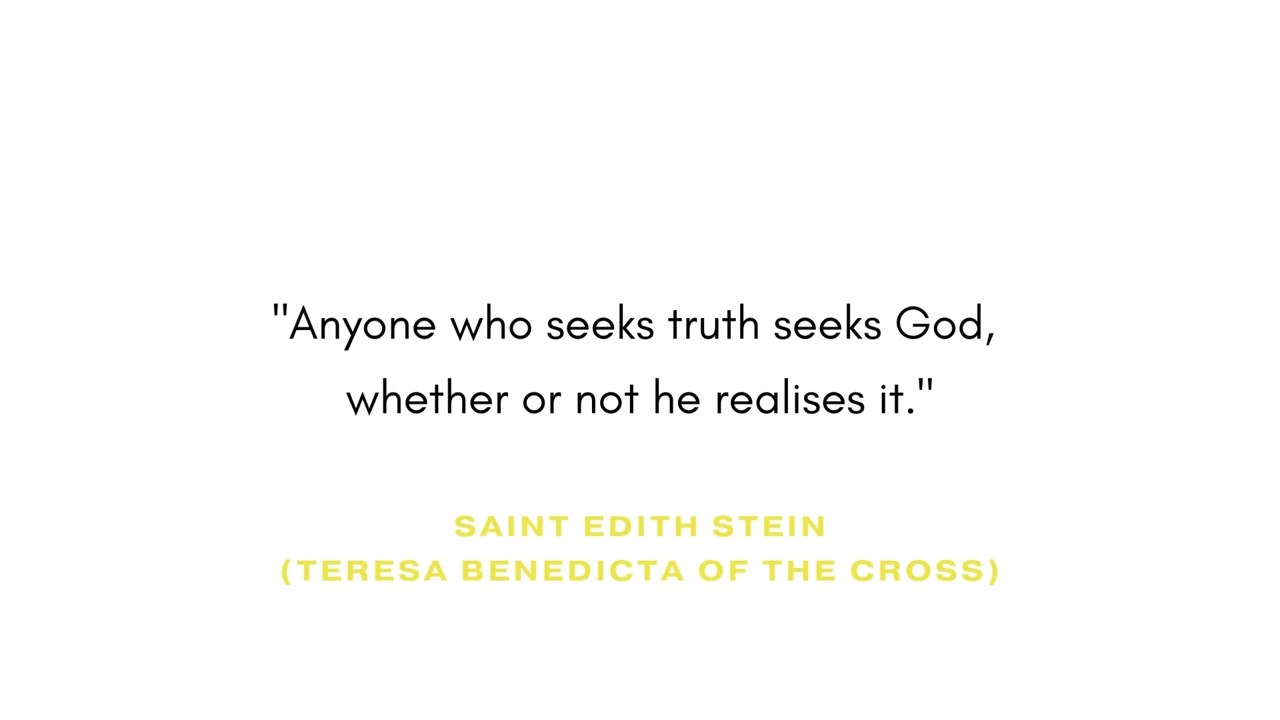 "Anyone who seeks truth seeks God,
whether or not he realises it."
SAINT EDITH STEIN
(TERESA BENEDICTA OF THE CROSS)